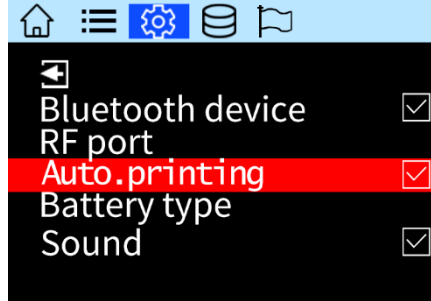 Bluetooth device
RF port
Auto.printing
Battery type
Sound